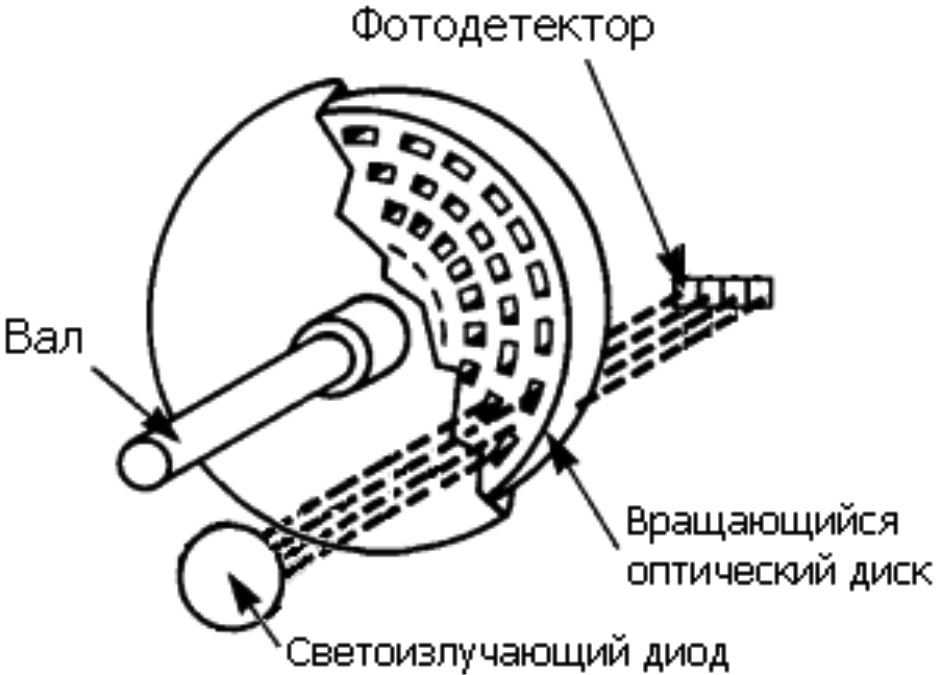 Фотодетектор
Вал
Вращающийся
оптический диск
Светоизлучающий диод